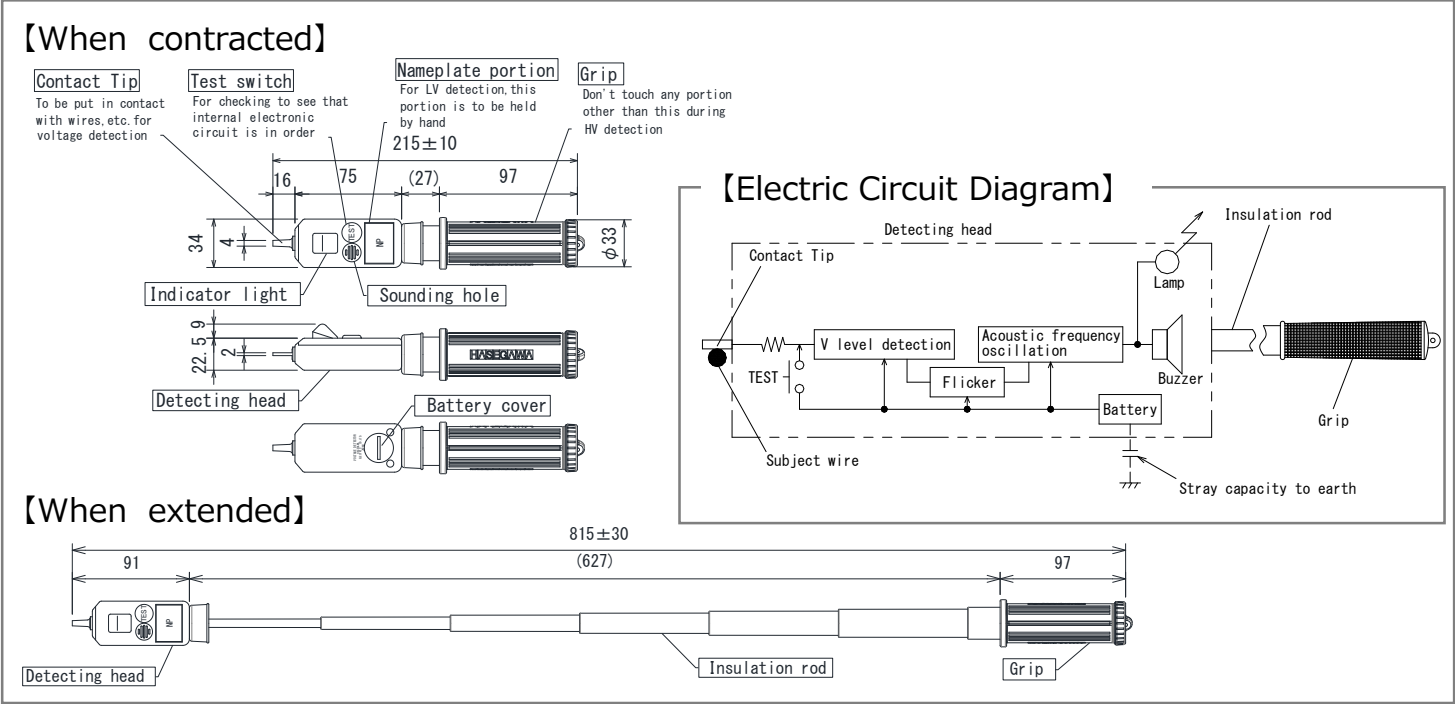 【When contracted】
Contact Tip
To be put in contact
with wires,etc.for
voltage detection
Test switch
For checking to see that
internal electronic
circuit is in order
Nameplate portion
For LV detection,this
portion is to be held
by hand
Grip
Don't touch any portion
other than this during
HV detection
215±10
16
75
(27)
97
34
4
TEST
NP
φ33
Indicator light
Sounding hole
9
22.5
2
HASEGAWA
Detecting head
Battery cover
【Electric Circuit Diagram】
Detecting head
Insulation rod
Contact Tip
Lamp
V level detection
Acoustic frequency
oscillation
TEST
Flicker
Buzzer
Battery
Grip
Subject wire
Stray capacity to earth
【When extended】
815±30
91
(627)
97
TEST
NP
Detecting head
Insulation rod
Grip